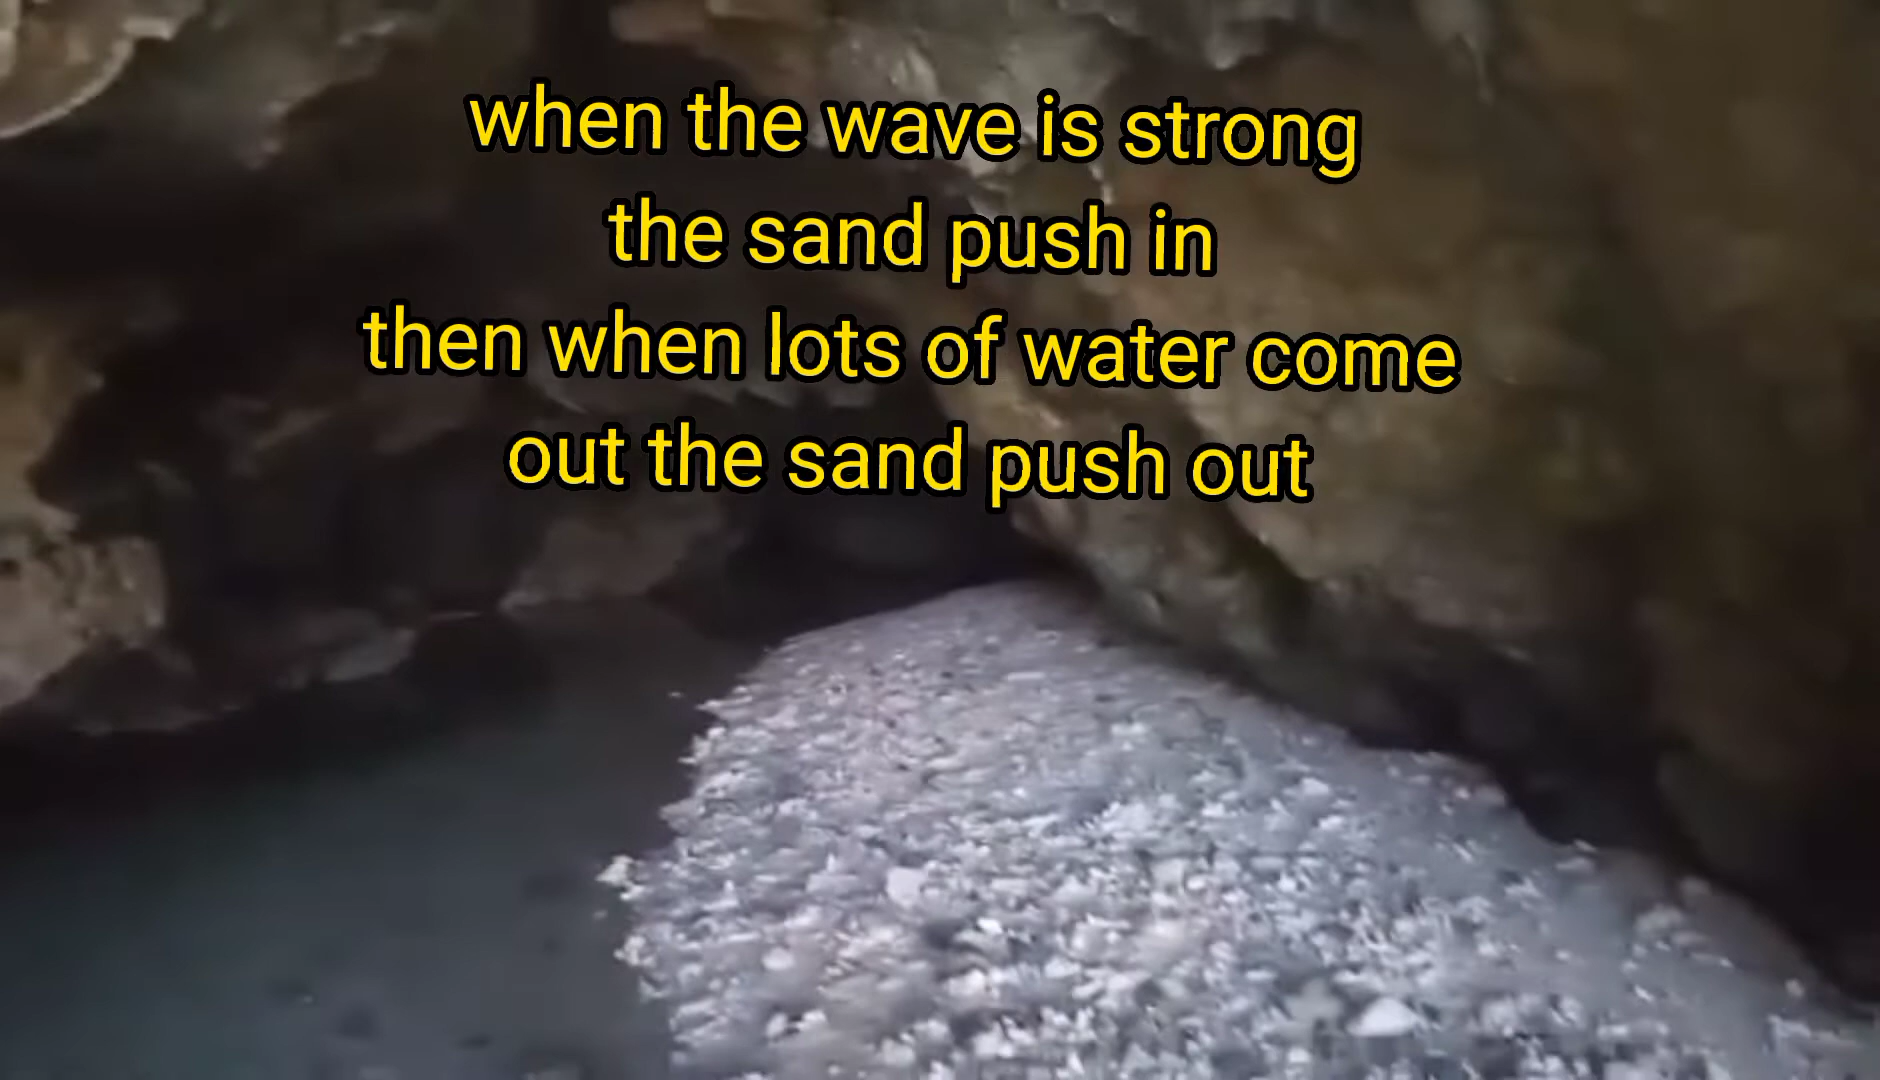 when the wave is strong
the sand push in
then when lots of water come
out the sand push out